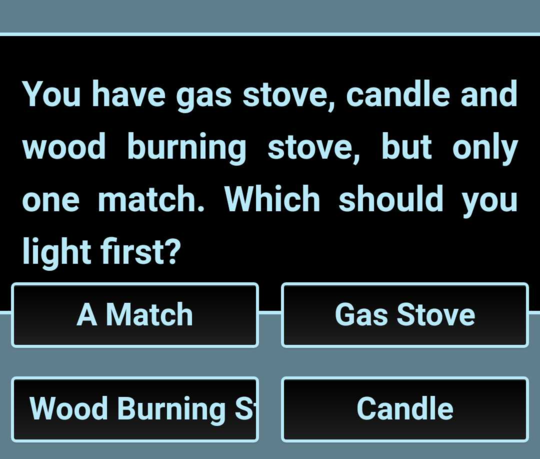 You have gas stove, candle and
wood burning stove, but only
one match. Which should you
light first?
A Match
Gas Stove
Wood Burning
Candle